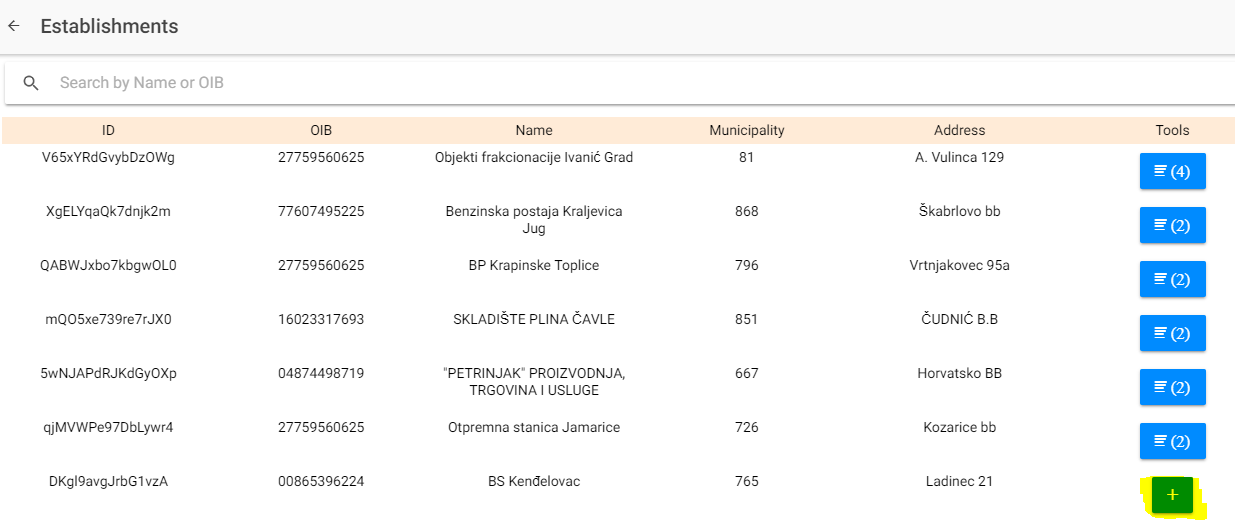 Establishments
Search by Name or OIB
ID OIB Name Municipality Address Tools
V65xYRdGvybDzOWg 27759560625 Objekti frakcionacije Ivanić Grad 81 A. Vulinca 129 (4)
XgELYqaQk7dnjk2m 77607495225 Benzinska postaja Kraljevica 868 Škabrlovo bb (2)
Jug
QABWJxbo7kbgwOL0 27759560625 BP Krapinske Toplice 796 Vrtnjakovec 95a (2)
mQO5xe739re7rJX0 16023317693 SKLADIŠTE PLINA ČAVLE 851 ČUDNIĆ B.B (2)
5wNJAPdRJKdGyOXp 04874498719 "PETRINJAK" PROIZVODNJA, 667 Horvatsko BB (2)
TRGOVINA I USLUGE
qjMVWPe97DbLywr4 27759560625 Otpremna stanica Jamarice 726 Kozarice bb (2)
DKgl9avgJrbG1vzA 00865396224 BS Kenđelovac 765 Ladinec 21 +